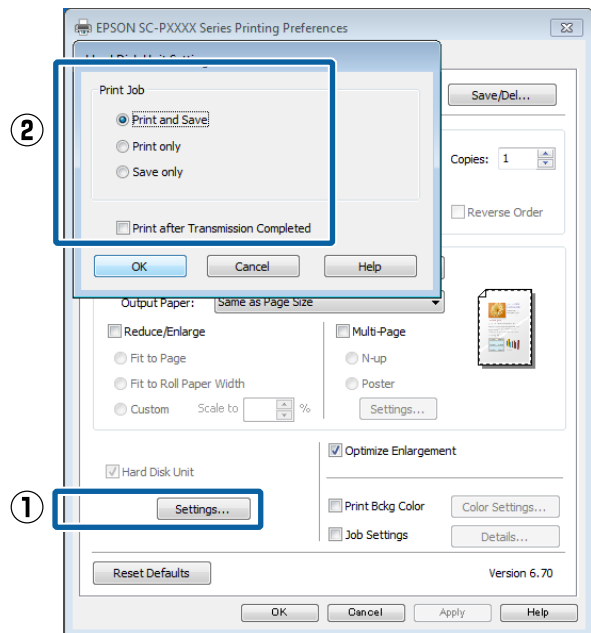 EPSON SC-PXXXX Series Printing Preferences
Print Job
Save/Del...
②
Print and Save
Print only
Copies: 1
Save only
Reverse Order
Print after Transmission Completed
OK Cancel Help
Output Paper: Same as Page Size
Reduce/Enlarge Multi-Page
Fit to Page N-up
Fit to Roll Paper Width Poster
Custom Scale to % Settings...
Optimize Enlargement
Hard Disk Unit
① Settings... Print Bckg Color Color Settings...
Job Settings Details...
Reset Defaults Version 6.70
OK Cancel Apply Help